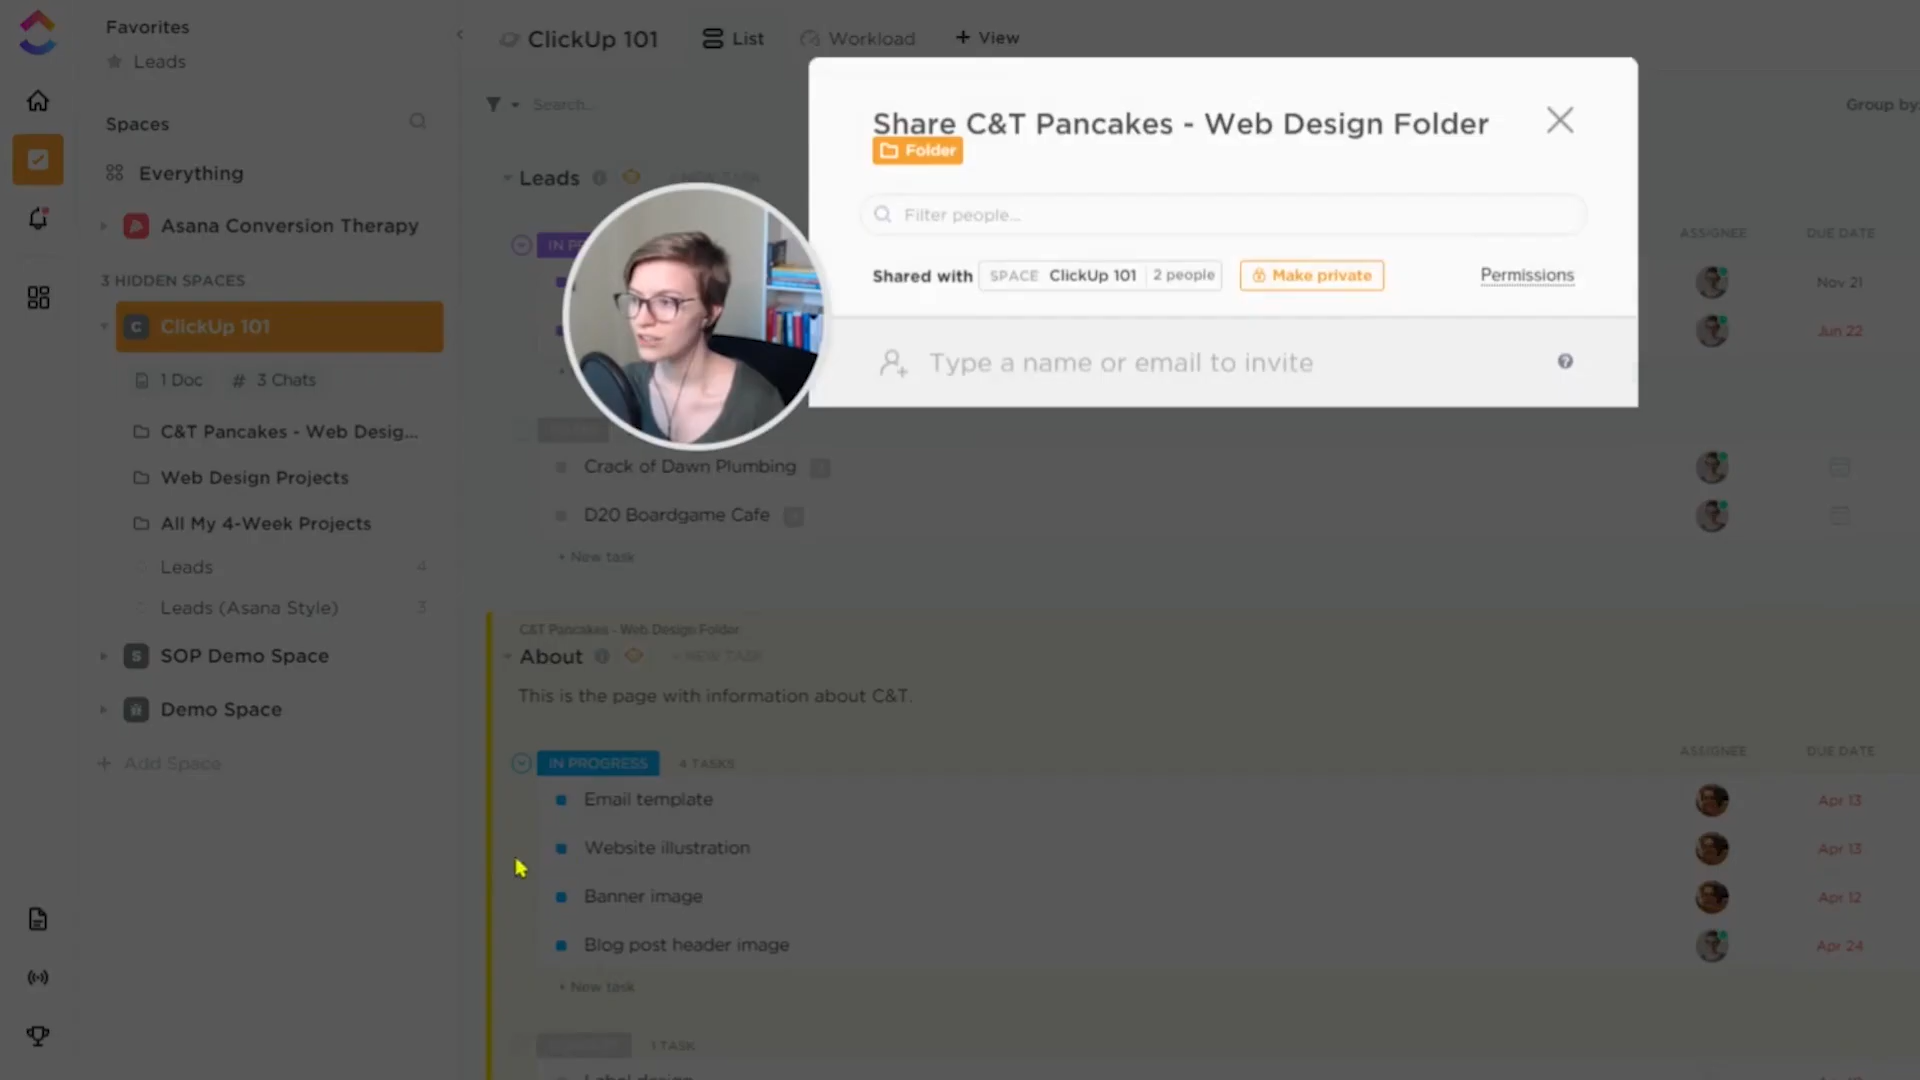 Favorites
Leads
Spaces
Everything
Asana Conversion Therapy
3 HIDDEN SPACES
C ClickUp 101
1 Doc # 3 Chats
C&T Pancakes - Web Desig...
Web Design Projects
All My 4-Week Projects
Leads 4
Leads (Asana Style) 3
S SOP Demo Space
Demo Space
+ Add Space
ClickUp 101 List Workload + View
Search... Group by:
Share C&T Pancakes - Web Design Folder
Folder
Filter people...
Shared with SPACE ClickUp 101 2 people Make private Permissions
Type a name or email to invite ?
Leads
IN PR
ASSIGNEE DUE DATE
Nov 21
Jun 22
Crack of Dawn Plumbing
D20 Boardgame Cafe
+ New task
C&T Pancakes - Web Design Folder
About + NEW TASK
This is the page with information about C&T.
IN PROGRESS 4 TASKS ASSIGNEE DUE DATE
Email template Apr 13
Website illustration Apr 13
Banner image Apr 12
Blog post header image Apr 24
+ New task
1 TASK
Label design